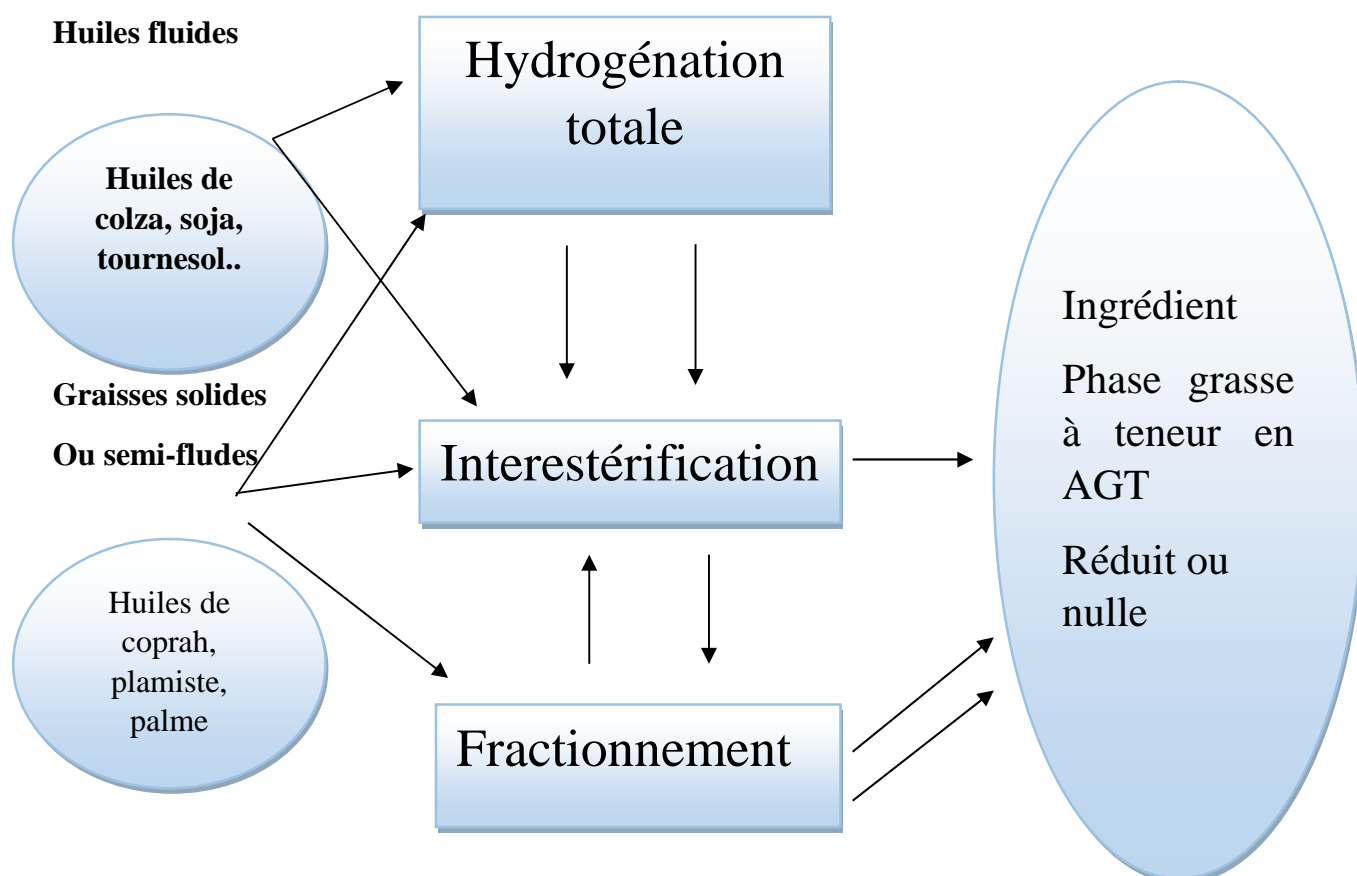 Huiles fluides
Hydrogénation
totale
Huiles de
colza, soja,
tournesol..
Graisses solides
Ou semi-fludes
Interestérification
Huiles de
coprah,
plamiste,
palme
Fractionnement
Ingrédient
Phase grasse
à teneur en
AGT
Réduit ou
nulle